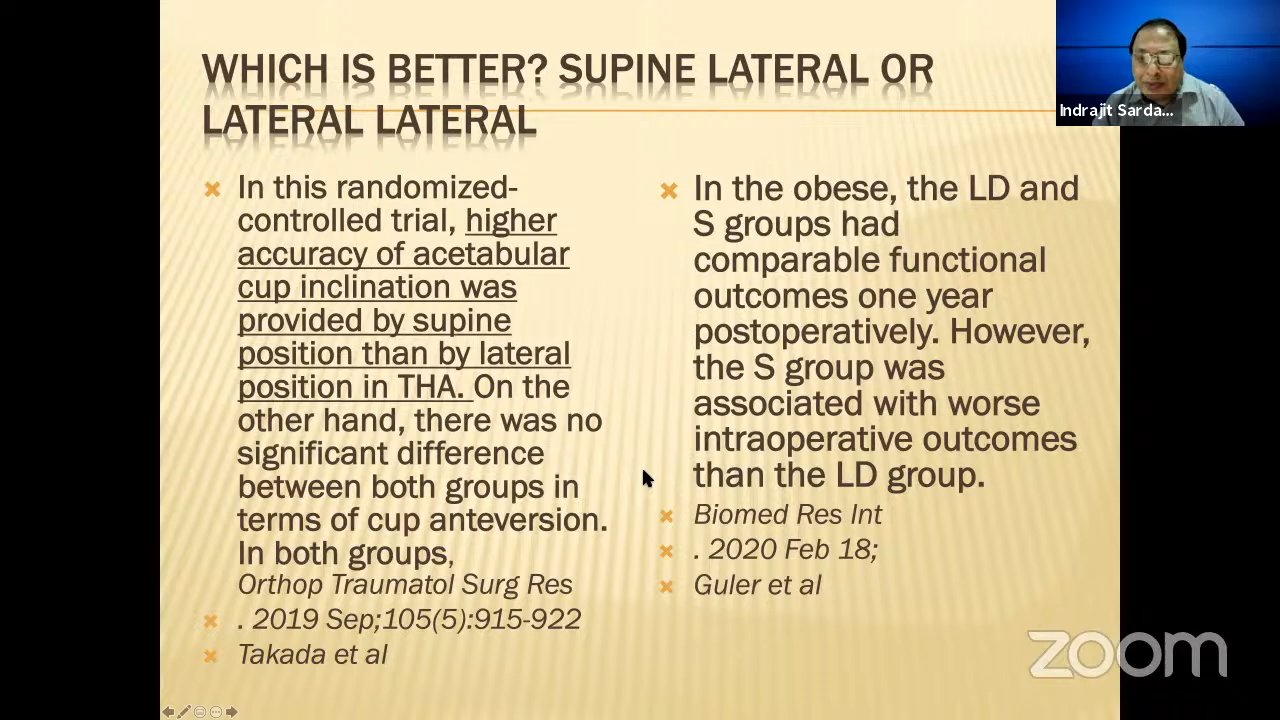 WHICH IS BETTER? SUPINE LATERAL OR
LATERAL LATERAL
In this randomized-
controlled trial, higher
accuracy of acetabular
cup inclination was
provided by supine
position than by lateral
position in THA. On the
other hand, there was no
significant difference
between both groups in
terms of cup anteversion.
In both groups,
Orthop Traumatol Surg Res
. 2019 Sep;105(5):915-922
Takada et al
In the obese, the LD and
S groups had
comparable functional
outcomes one year
postoperatively. However,
the S group was
associated with worse
intraoperative outcomes
than the LD group.
Biomed Res Int
. 2020 Feb 18;
Guler et al
Indrajit Sarda...
zoom